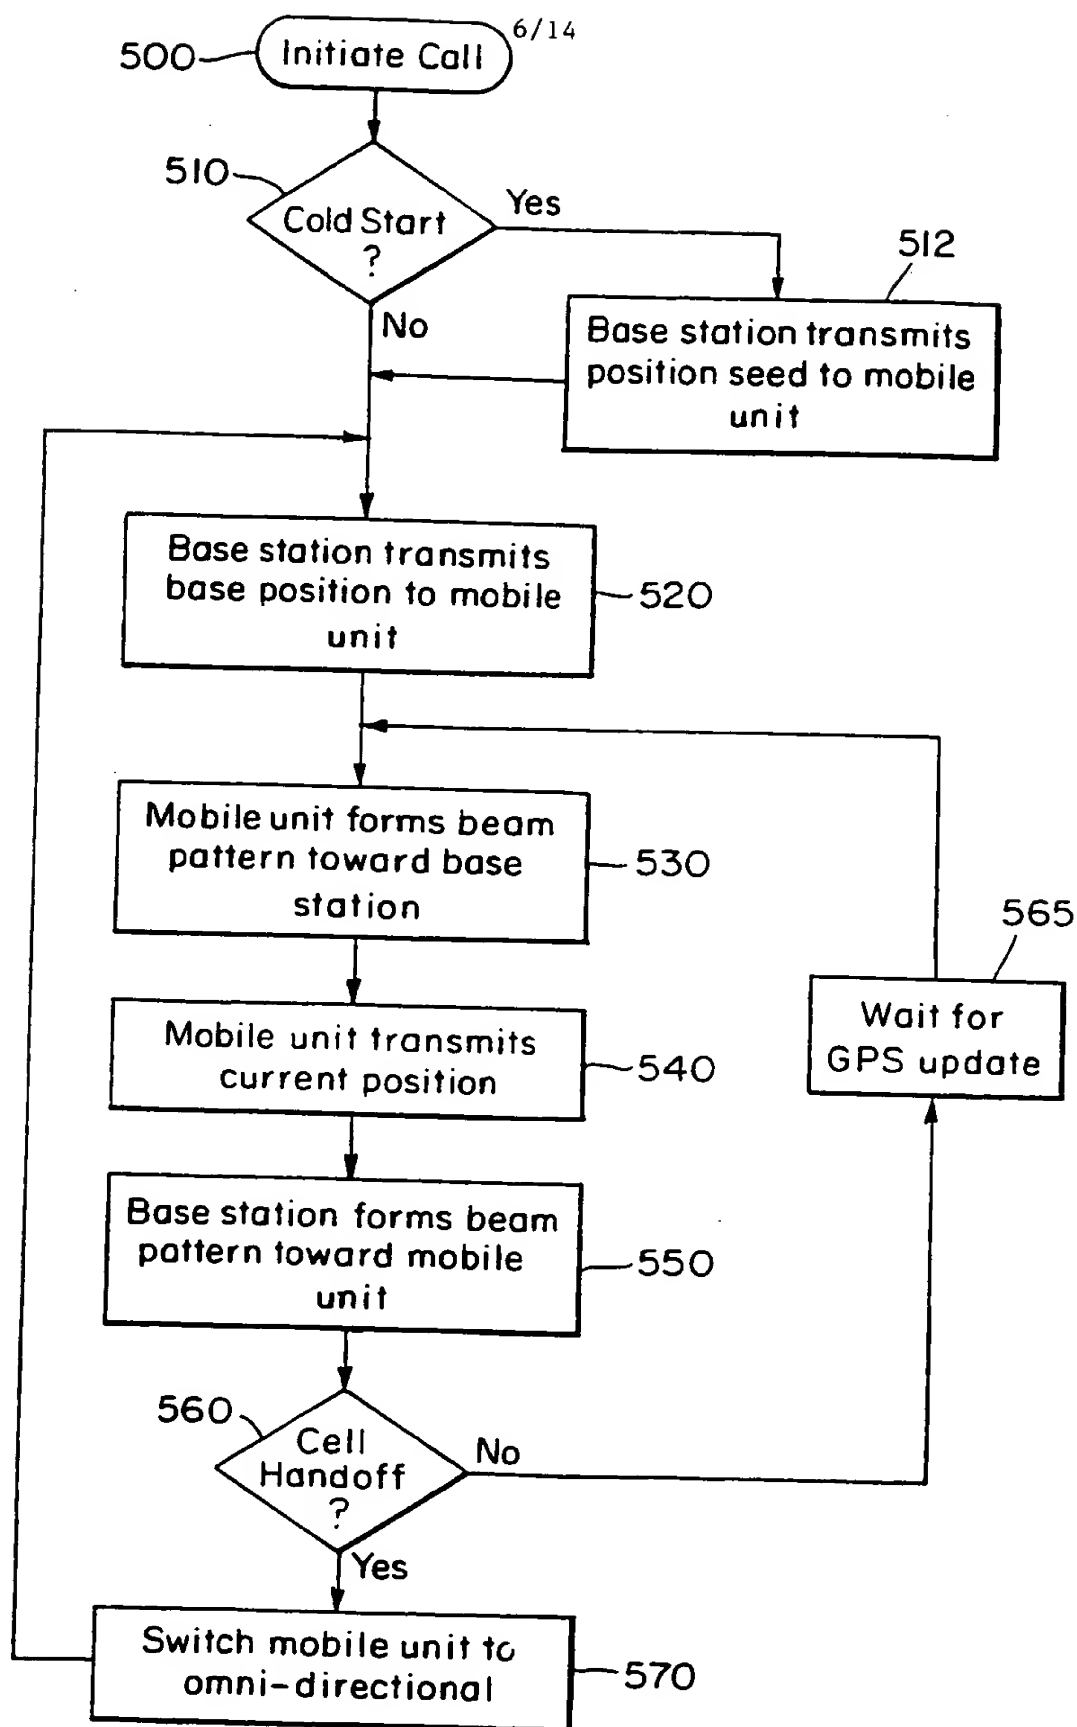 6/14
500
Initiate Call
510
Cold Start
?
Yes
No
512
Base station transmits
position seed to mobile
unit
Base station transmits
base position to mobile
unit
520
Mobile unit forms beam
pattern toward base
station
530
565
Wait for
GPS update
Mobile unit transmits
current position
540
Base station forms beam
pattern toward mobile
unit
550
560
Cell
Handoff
?
No
Yes
Switch mobile unit to
omni-directional
570